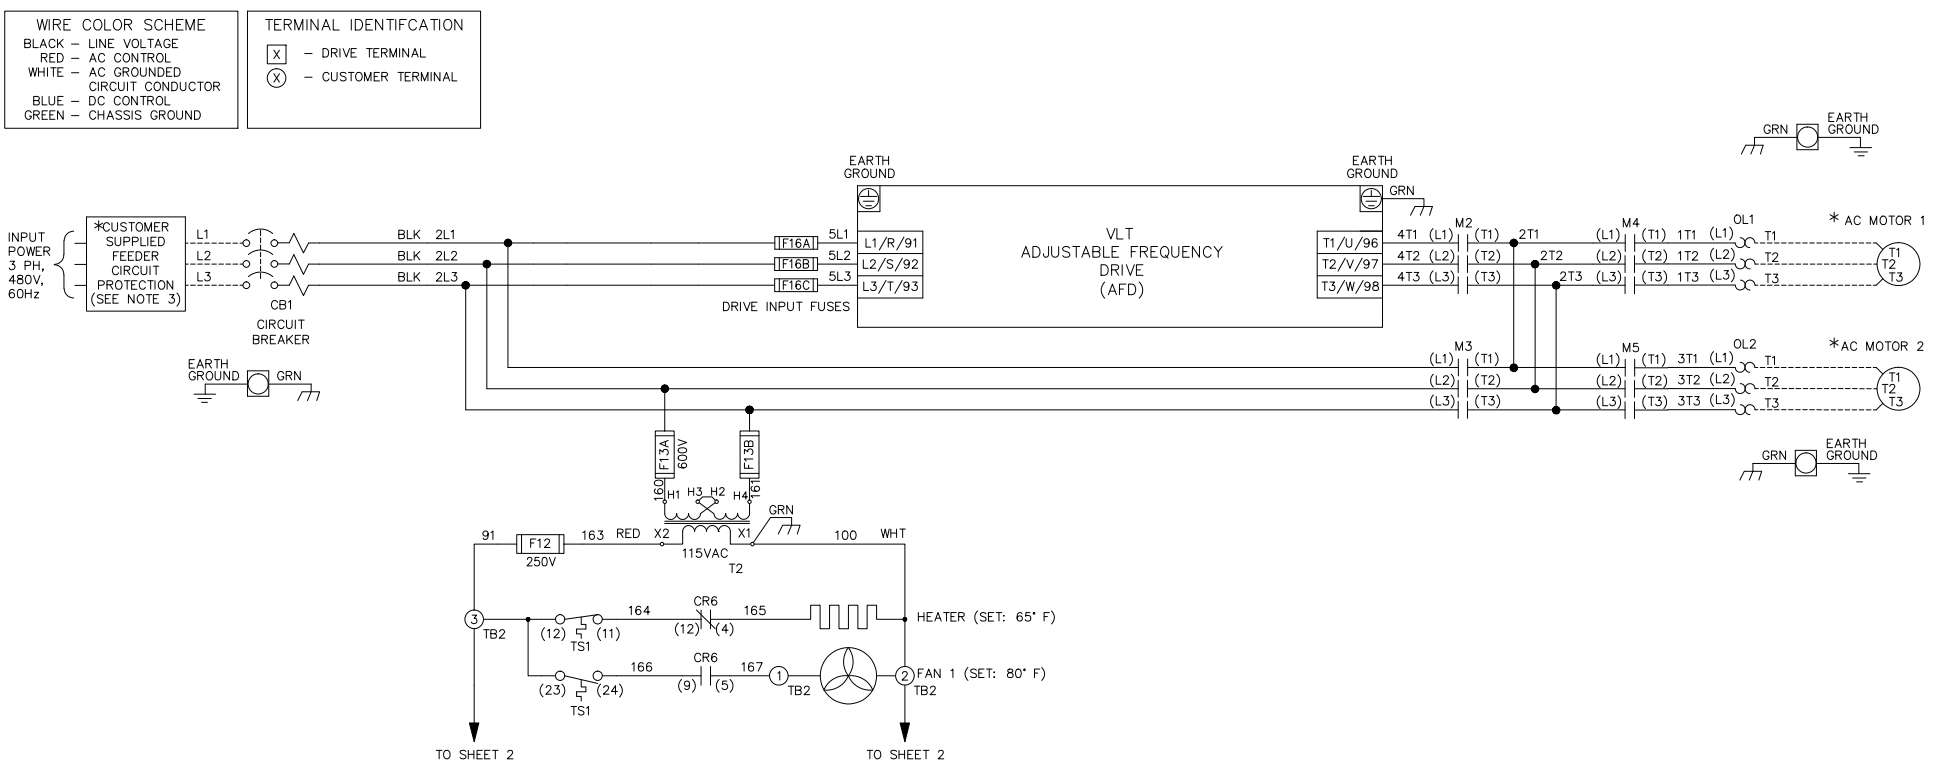 WIRE COLOR SCHEME
BLACK – LINE VOLTAGE
RED – AC CONTROL
WHITE – AC GROUNDED
CIRCUIT CONDUCTOR
BLUE – DC CONTROL
GREEN – CHASSIS GROUND
TERMINAL IDENTIFCATION
X – DRIVE TERMINAL
X – CUSTOMER TERMINAL
EARTH
GROUND
GRN
EARTH
GROUND
EARTH
GROUND
GRN
INPUT
POWER
3 PH,
480V,
60Hz
*CUSTOMER
SUPPLIED
FEEDER
CIRCUIT
PROTECTION
(SEE NOTE 3)
L1
L2
L3
CB1
CIRCUIT
BREAKER
BLK 2L1
BLK 2L2
BLK 2L3
F16A 5L1 L1/R/91
F16B 5L2 L2/S/92
F16C 5L3 L3/T/93
DRIVE INPUT FUSES
VLT
ADJUSTABLE FREQUENCY
DRIVE
(AFD)
T1/U/96 4T1 (L1) M2 (T1) 2T1 (L1) M4 (T1) 1T1 (L1) OL1 T1
T2/V/97 4T2 (L2) (T2) 2T2 (L2) (T2) 1T2 (L2) T2
T3/W/98 4T3 (L3) (T3) 2T3 (L3) (T3) 1T3 (L3) T3
* AC MOTOR 1
T1
T2
T3
EARTH
GROUND
GRN
(L1) M3 (T1) (L1) M5 (T1) 3T1 (L1) OL2 T1
(L2) (T2) (L2) (T2) 3T2 (L2) T2
(L3) (T3) (L3) (T3) 3T3 (L3) T3
*AC MOTOR 2
T1
T2
T3
GRN
EARTH
GROUND
F13A
600V
F13B
160
161
H1 H3 H2 H4
GRN
91 F12 163 RED X2 X1 100 WHT
250V
115VAC
T2
3
TB2
(12) (11)
TS1
164
CR6
(12) (4)
165
HEATER (SET: 65° F)
(23) (24)
TS1
166
CR6
(9) (5)
167
1
TB2
2
TB2
FAN 1 (SET: 80° F)
TO SHEET 2
TO SHEET 2